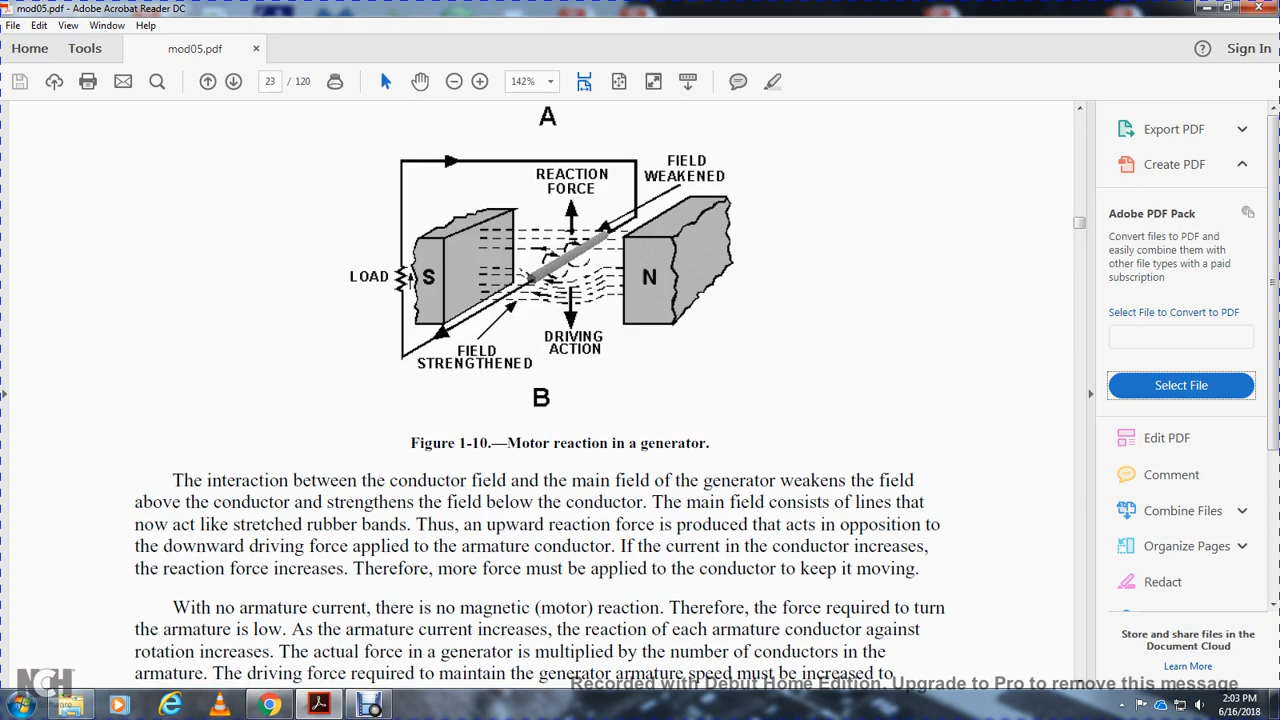 mod05.pdf - Adobe Acrobat Reader DC
File Edit View Window Help
Home Tools mod05.pdf × Sign In
23 / 120 142%
A
REACTION
FORCE
FIELD
WEAKENED
LOAD
S
N
DRIVING
ACTION
FIELD
STRENGTHENED
B
Figure 1-10.—Motor reaction in a generator.
The interaction between the conductor field and the main field of the generator weakens the field
above the conductor and strengthens the field below the conductor. The main field consists of lines that
now act like stretched rubber bands. Thus, an upward reaction force is produced that acts in opposition to
the downward driving force applied to the armature conductor. If the current in the conductor increases,
the reaction force increases. Therefore, more force must be applied to the conductor to keep it moving.
With no armature current, there is no magnetic (motor) reaction. Therefore, the force required to turn
the armature is low. As the armature current increases, the reaction of each armature conductor against
rotation increases. The actual force in a generator is multiplied by the number of conductors in the
armature. The driving force required to maintain the generator armature speed must be increased to
Export PDF
Create PDF
Adobe PDF Pack
Convert files to PDF and
easily combine them with
other file types with a paid
subscription
Select File to Convert to PDF
Select File
Edit PDF
Comment
Combine Files
Organize Pages
Redact
Store and share files in the
Document Cloud
Learn More
NCH
Software
Recorded with Debut Home Edition. Upgrade to Pro to remove this message
2:03 PM
6/16/2018